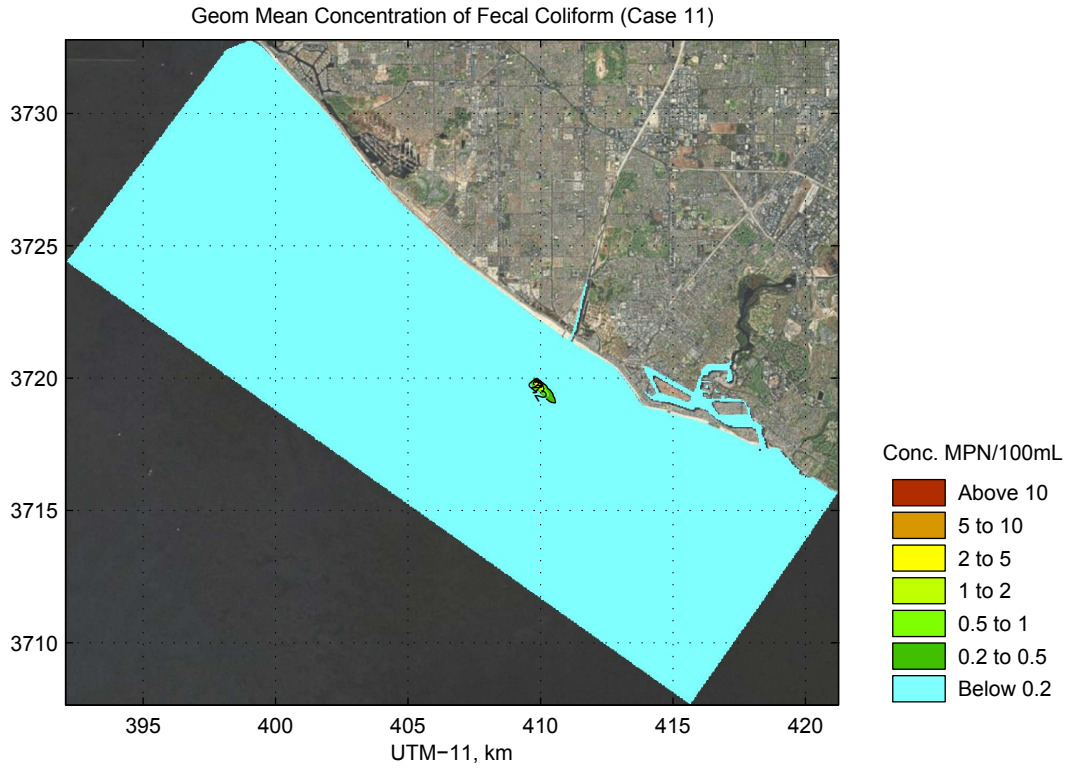 Geom Mean Concentration of Fecal Coliform (Case 11)
3730
3725
3720
3715
3710
395
400
405
410
415
420
UTM−11, km
Conc. MPN/100mL
Above 10
5 to 10
2 to 5
1 to 2
0.5 to 1
0.2 to 0.5
Below 0.2